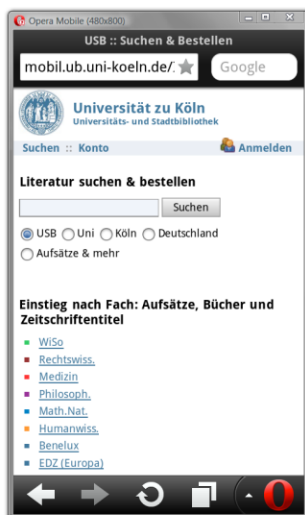 Opera Mobile (480x800)
USB :: Suchen & Bestellen
mobil.ub.uni-koeln.de/
Google
Universität zu Köln
Universitäts- und Stadtbibliothek
Suchen :: Konto
Anmelden
Literatur suchen & bestellen
Suchen
USB Uni Köln Deutschland
Aufsätze & mehr
Einstieg nach Fach: Aufsätze, Bücher und
Zeitschriftentitel
WiSo
Rechtswiss.
Medizin
Philosoph.
Math.Nat.
Humanwiss.
Benelux
EDZ (Europa)